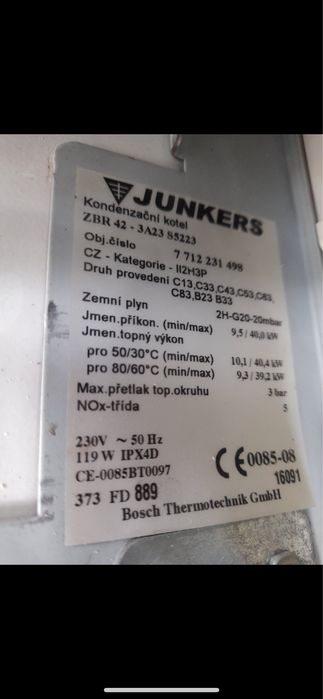 JUNKERS
Kondenzační kotel
ZBR 42 - 3A23 S5223
Obj.číslo 7 712 231 498
CZ - Kategorie - II2H3P
Druh provedení C13,C33,C43,C53,C63,
C83,B23 B33
Zemní plyn 2H-G20-20mbar
Jmen.příkon. (min/max) 9,5 / 40,0 kW
Jmen.topný výkon
pro 50/30°C (min/max) 10,1 / 40,4 kW
pro 80/60°C (min/max) 9,3 / 39,2 kW
Max.přetlak top.okruhu 3 bar
NOx-třída 5
230V ~ 50 Hz
119 W IPX4D
CE 0085-08
CE-0085BT0097
16091
373 FD 889
Bosch Thermotechnik GmbH